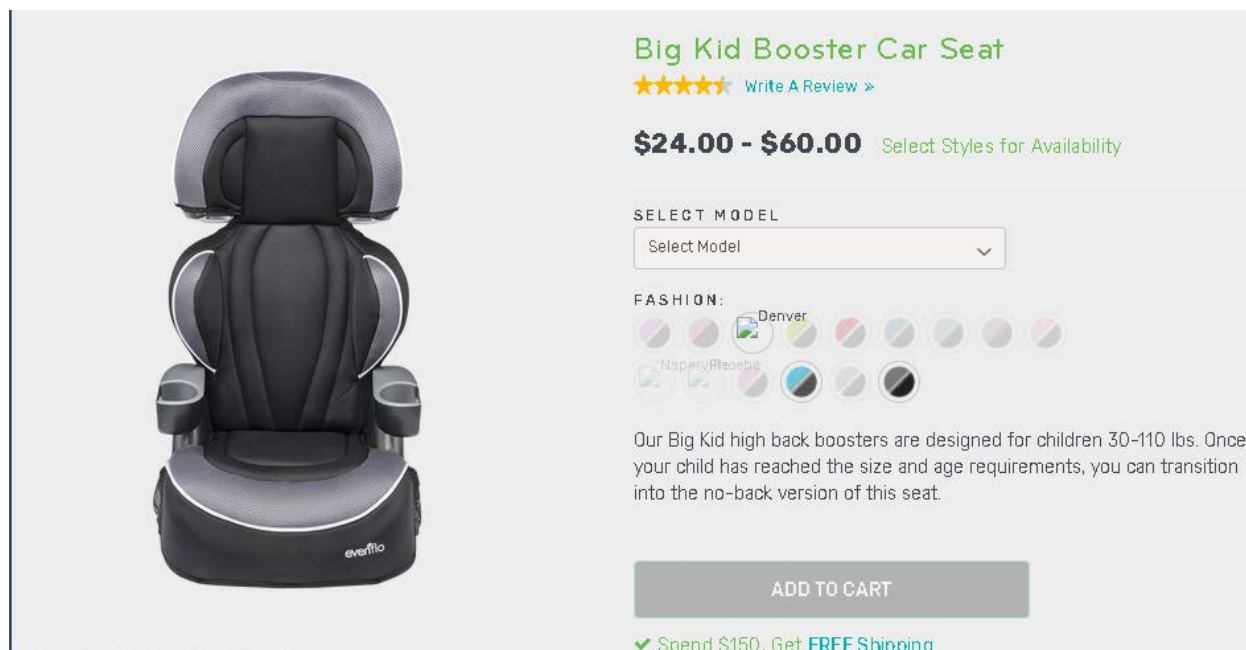 Big Kid Booster Car Seat
Write A Review »
$24.00 - $60.00 Select Styles for Availability
SELECT MODEL
Select Model
FASHION:
Denver
Naperville Phoebe
Our Big Kid high back boosters are designed for children 30-110 lbs. Once
your child has reached the size and age requirements, you can transition
into the no-back version of this seat.
evenflo
ADD TO CART
✔ Spend $150, Get FREE Shipping